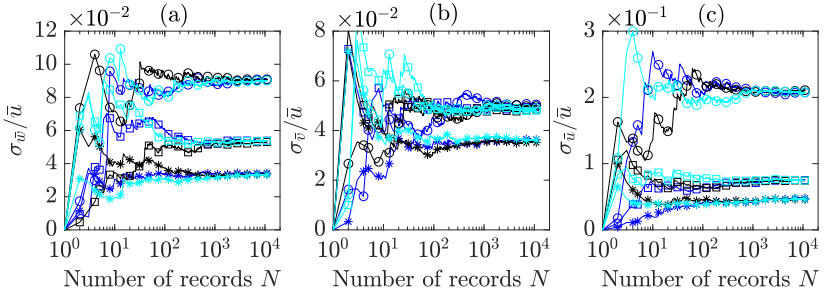 ×10⁻² (a)
12
10
8
6
4
2
0
σ_w̄/ū
10⁰ 10¹ 10² 10³ 10⁴
Number of records N
×10⁻² (b)
8
6
4
2
0
σ_v̄/ū
10⁰ 10¹ 10² 10³ 10⁴
Number of records N
×10⁻¹ (c)
3
2
1
0
σ_ū/ū
10⁰ 10¹ 10² 10³ 10⁴
Number of records N